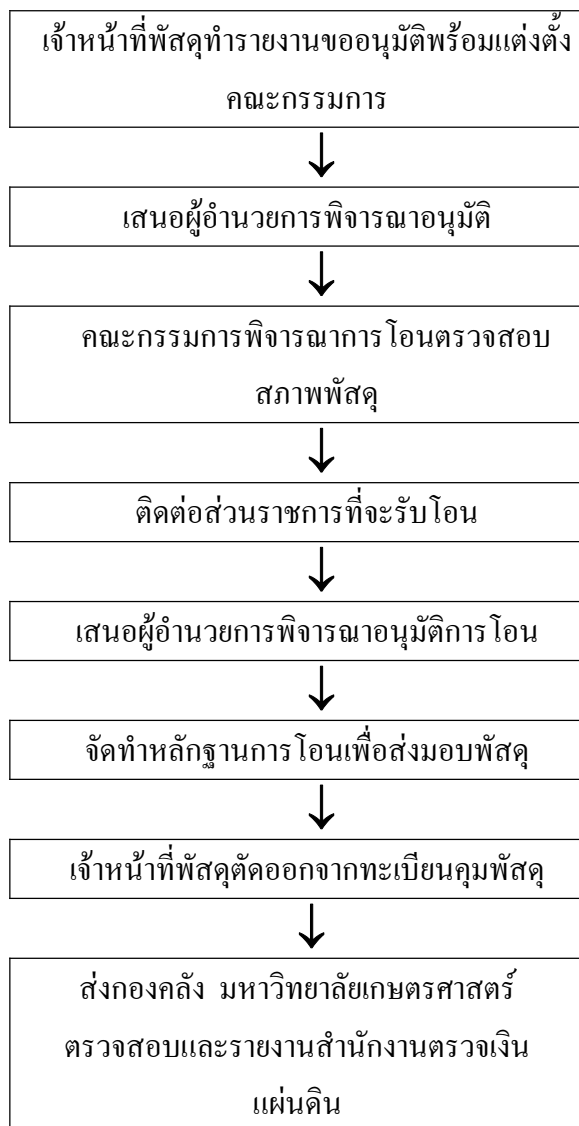 เจ้าหน้าที่พัสดุทำรายงานขออนุมัติพร้อมแต่งตั้ง
คณะกรรมการ
เสนอผู้อำนวยการพิจารณาอนุมัติ
คณะกรรมการพิจารณาการโอนตรวจสอบ
สภาพพัสดุ
ติดต่อส่วนราชการที่จะรับโอน
เสนอผู้อำนวยการพิจารณาอนุมัติการโอน
จัดทำหลักฐานการโอนเพื่อส่งมอบพัสดุ
เจ้าหน้าที่พัสดุตัดออกจากทะเบียนคุมพัสดุ
ส่งกองคลัง มหาวิทยาลัยเกษตรศาสตร์
ตรวจสอบและรายงานสำนักงานตรวจเงิน
แผ่นดิน